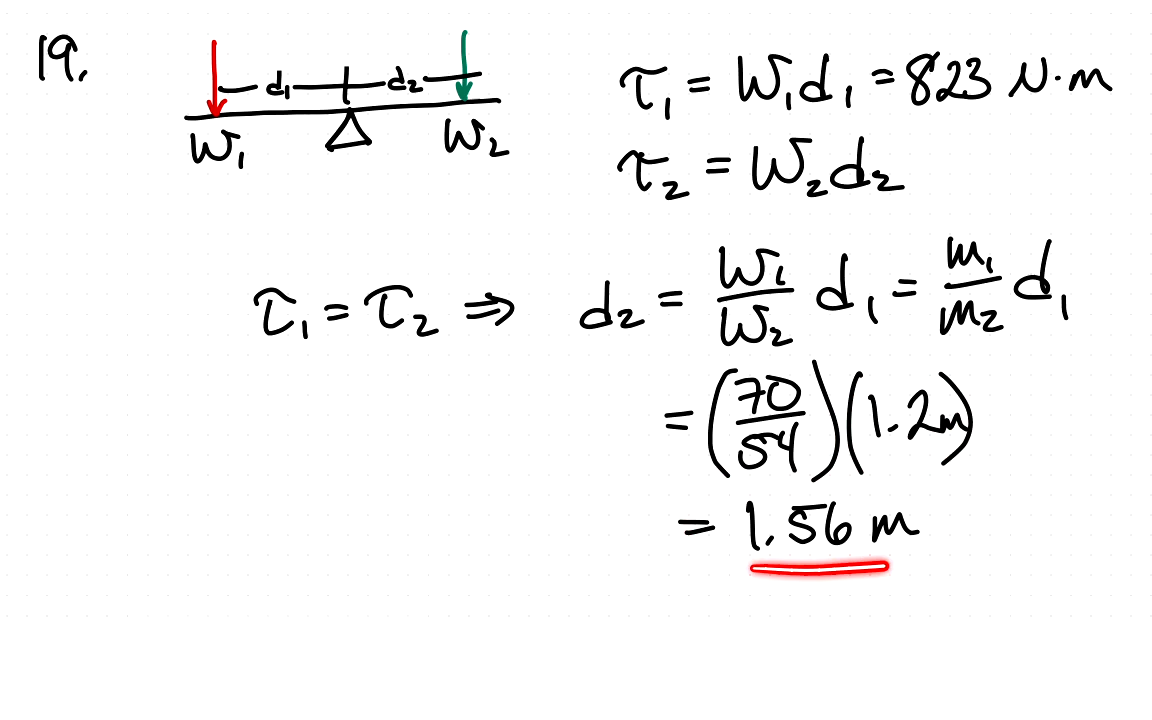 19.
d₁ d₂
W₁ W₂
τ₁ = W₁d₁ = 823 N·m
τ₂ = W₂d₂
τ₁ = τ₂ ⇒ d₂ = W₁/W₂ d₁ = m₁/m₂ d₁
= (70/54)(1.2m)
= 1.56 m